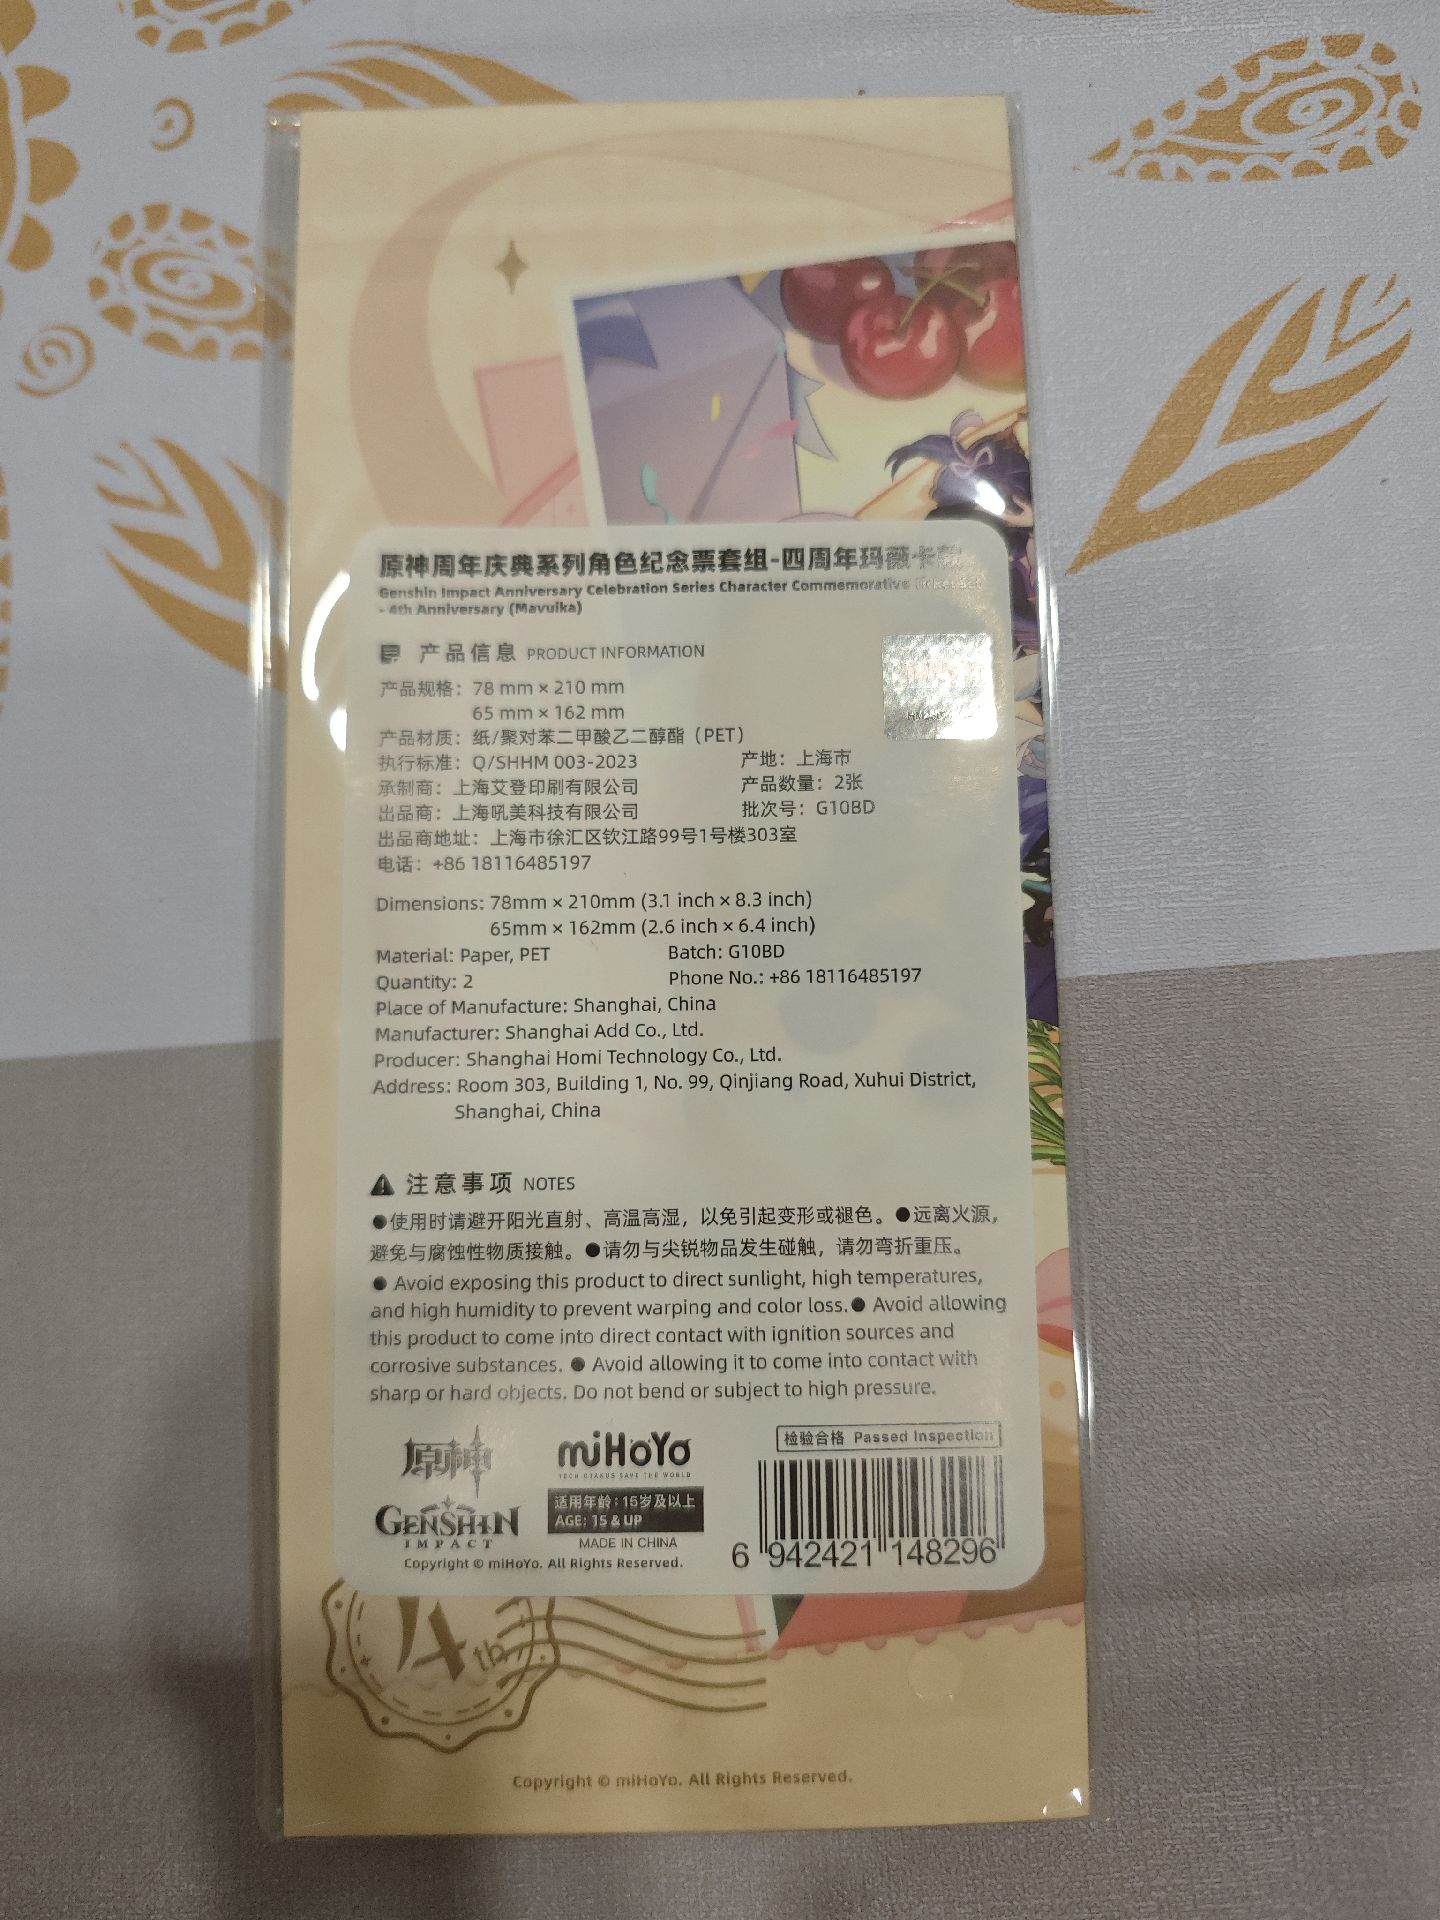 原神周年庆典系列角色纪念票套组-四周年玛薇卡款
Genshin Impact Anniversary Celebration Series Character Commemorative Ticket Set
- 4th Anniversary (Mavuika)
产品信息 PRODUCT INFORMATION
产品规格：78 mm × 210 mm
65 mm × 162 mm
产品材质：纸/聚对苯二甲酸乙二醇酯（PET）
执行标准：Q/SHHM 003-2023 产地：上海市
承制商：上海艾登印刷有限公司 产品数量：2张
出品商：上海吼美科技有限公司 批次号：G10BD
出品商地址：上海市徐汇区钦江路99号1号楼303室
电话：+86 18116485197
Dimensions: 78mm × 210mm (3.1 inch × 8.3 inch)
65mm × 162mm (2.6 inch × 6.4 inch)
Material: Paper, PET Batch: G10BD
Quantity: 2 Phone No.: +86 18116485197
Place of Manufacture: Shanghai, China
Manufacturer: Shanghai Add Co., Ltd.
Producer: Shanghai Homi Technology Co., Ltd.
Address: Room 303, Building 1, No. 99, Qinjiang Road, Xuhui District,
Shanghai, China
注意事项 NOTES
●使用时请避开阳光直射、高温高湿，以免引起变形或褪色。●远离火源，
避免与腐蚀性物质接触。●请勿与尖锐物品发生碰触，请勿弯折重压。
● Avoid exposing this product to direct sunlight, high temperatures,
and high humidity to prevent warping and color loss.● Avoid allowing
this product to come into direct contact with ignition sources and
corrosive substances. ● Avoid allowing it to come into contact with
sharp or hard objects. Do not bend or subject to high pressure.
原神
GENSHIN
IMPACT
miHoYo
TECH OTAKUS SAVE THE WORLD
适用年龄：15岁及以上
AGE: 15 & UP
MADE IN CHINA
Copyright © miHoYo. All Rights Reserved.
检验合格 Passed Inspection
6 942421 148296
4th
Copyright © miHoYo. All Rights Reserved.